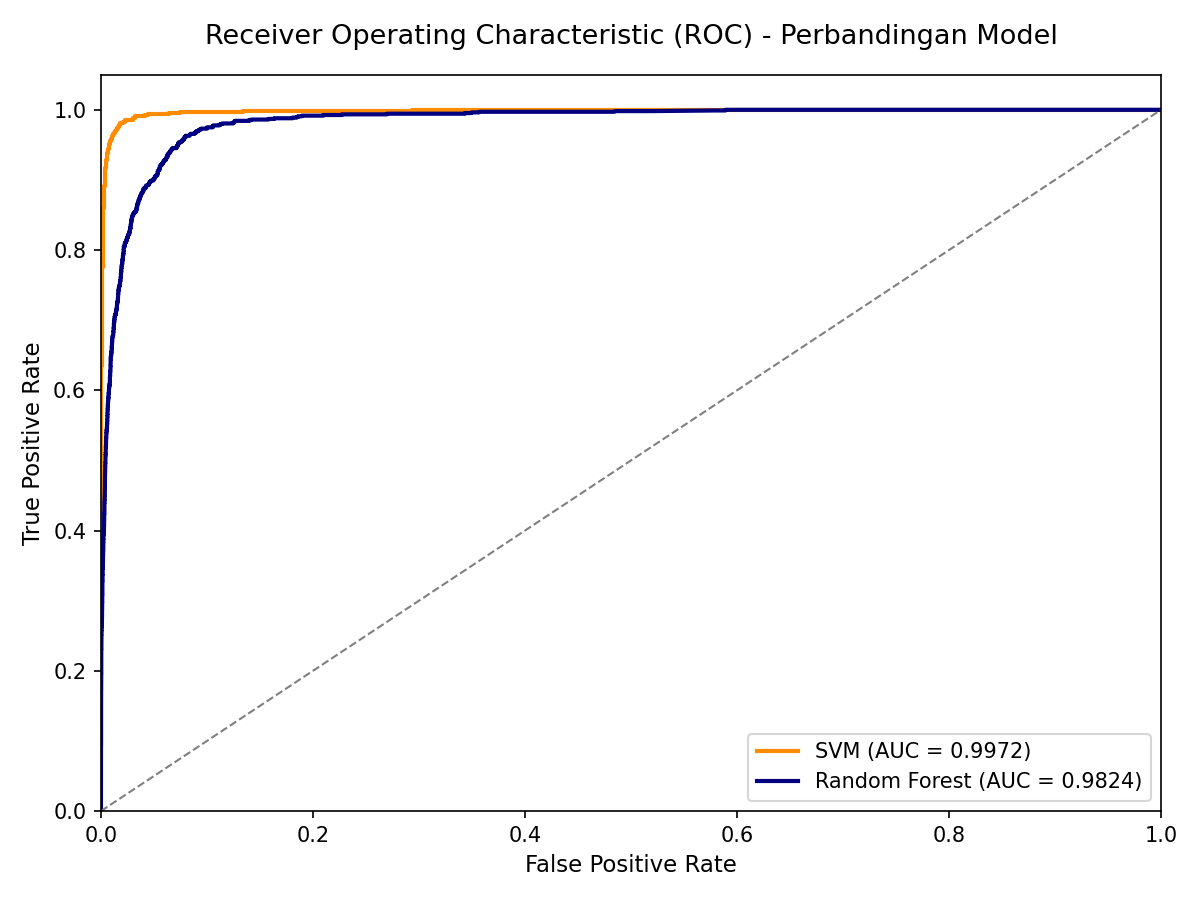 Receiver Operating Characteristic (ROC) - Perbandingan Model
True Positive Rate
1.0
0.8
0.6
0.4
0.2
0.0
0.0 0.2 0.4 0.6 0.8 1.0
False Positive Rate
SVM (AUC = 0.9972)
Random Forest (AUC = 0.9824)